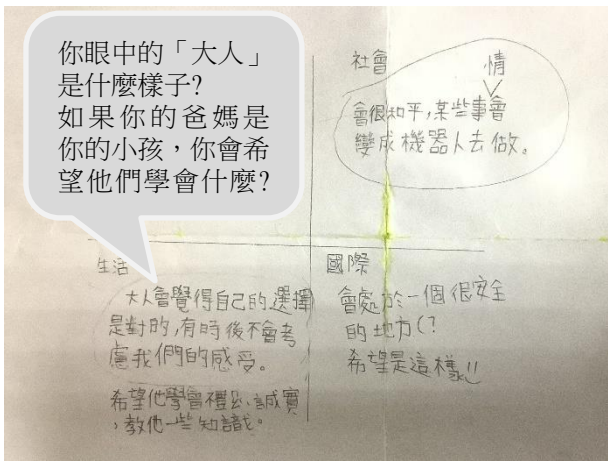 你眼中的「大人」
是什麼樣子?
如果你的爸媽是
你的小孩，你會希
望他們學會什麼?
社會
情
會很和平,某些事會
變成機器人去做。
生活
大人會覺得自己的選擇
是對的,有時後不會考
慮我們的感受。
希望他學會禮貌、誠實
,教他一些知識。
國際
會處於一個很安全
的地方(?
希望是這樣!!